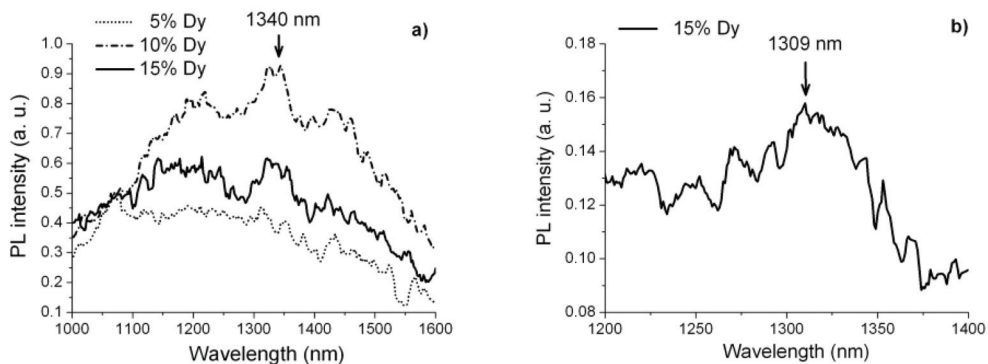 5% Dy
10% Dy
15% Dy
1340 nm
a)
PL intensity (a. u.)
1.0
0.9
0.8
0.7
0.6
0.5
0.4
0.3
0.2
0.1
1000 1100 1200 1300 1400 1500 1600
Wavelength (nm)
15% Dy
1309 nm
b)
PL intensity (a. u.)
0.18
0.16
0.14
0.12
0.10
0.08
1200 1250 1300 1350 1400
Wavelength (nm)